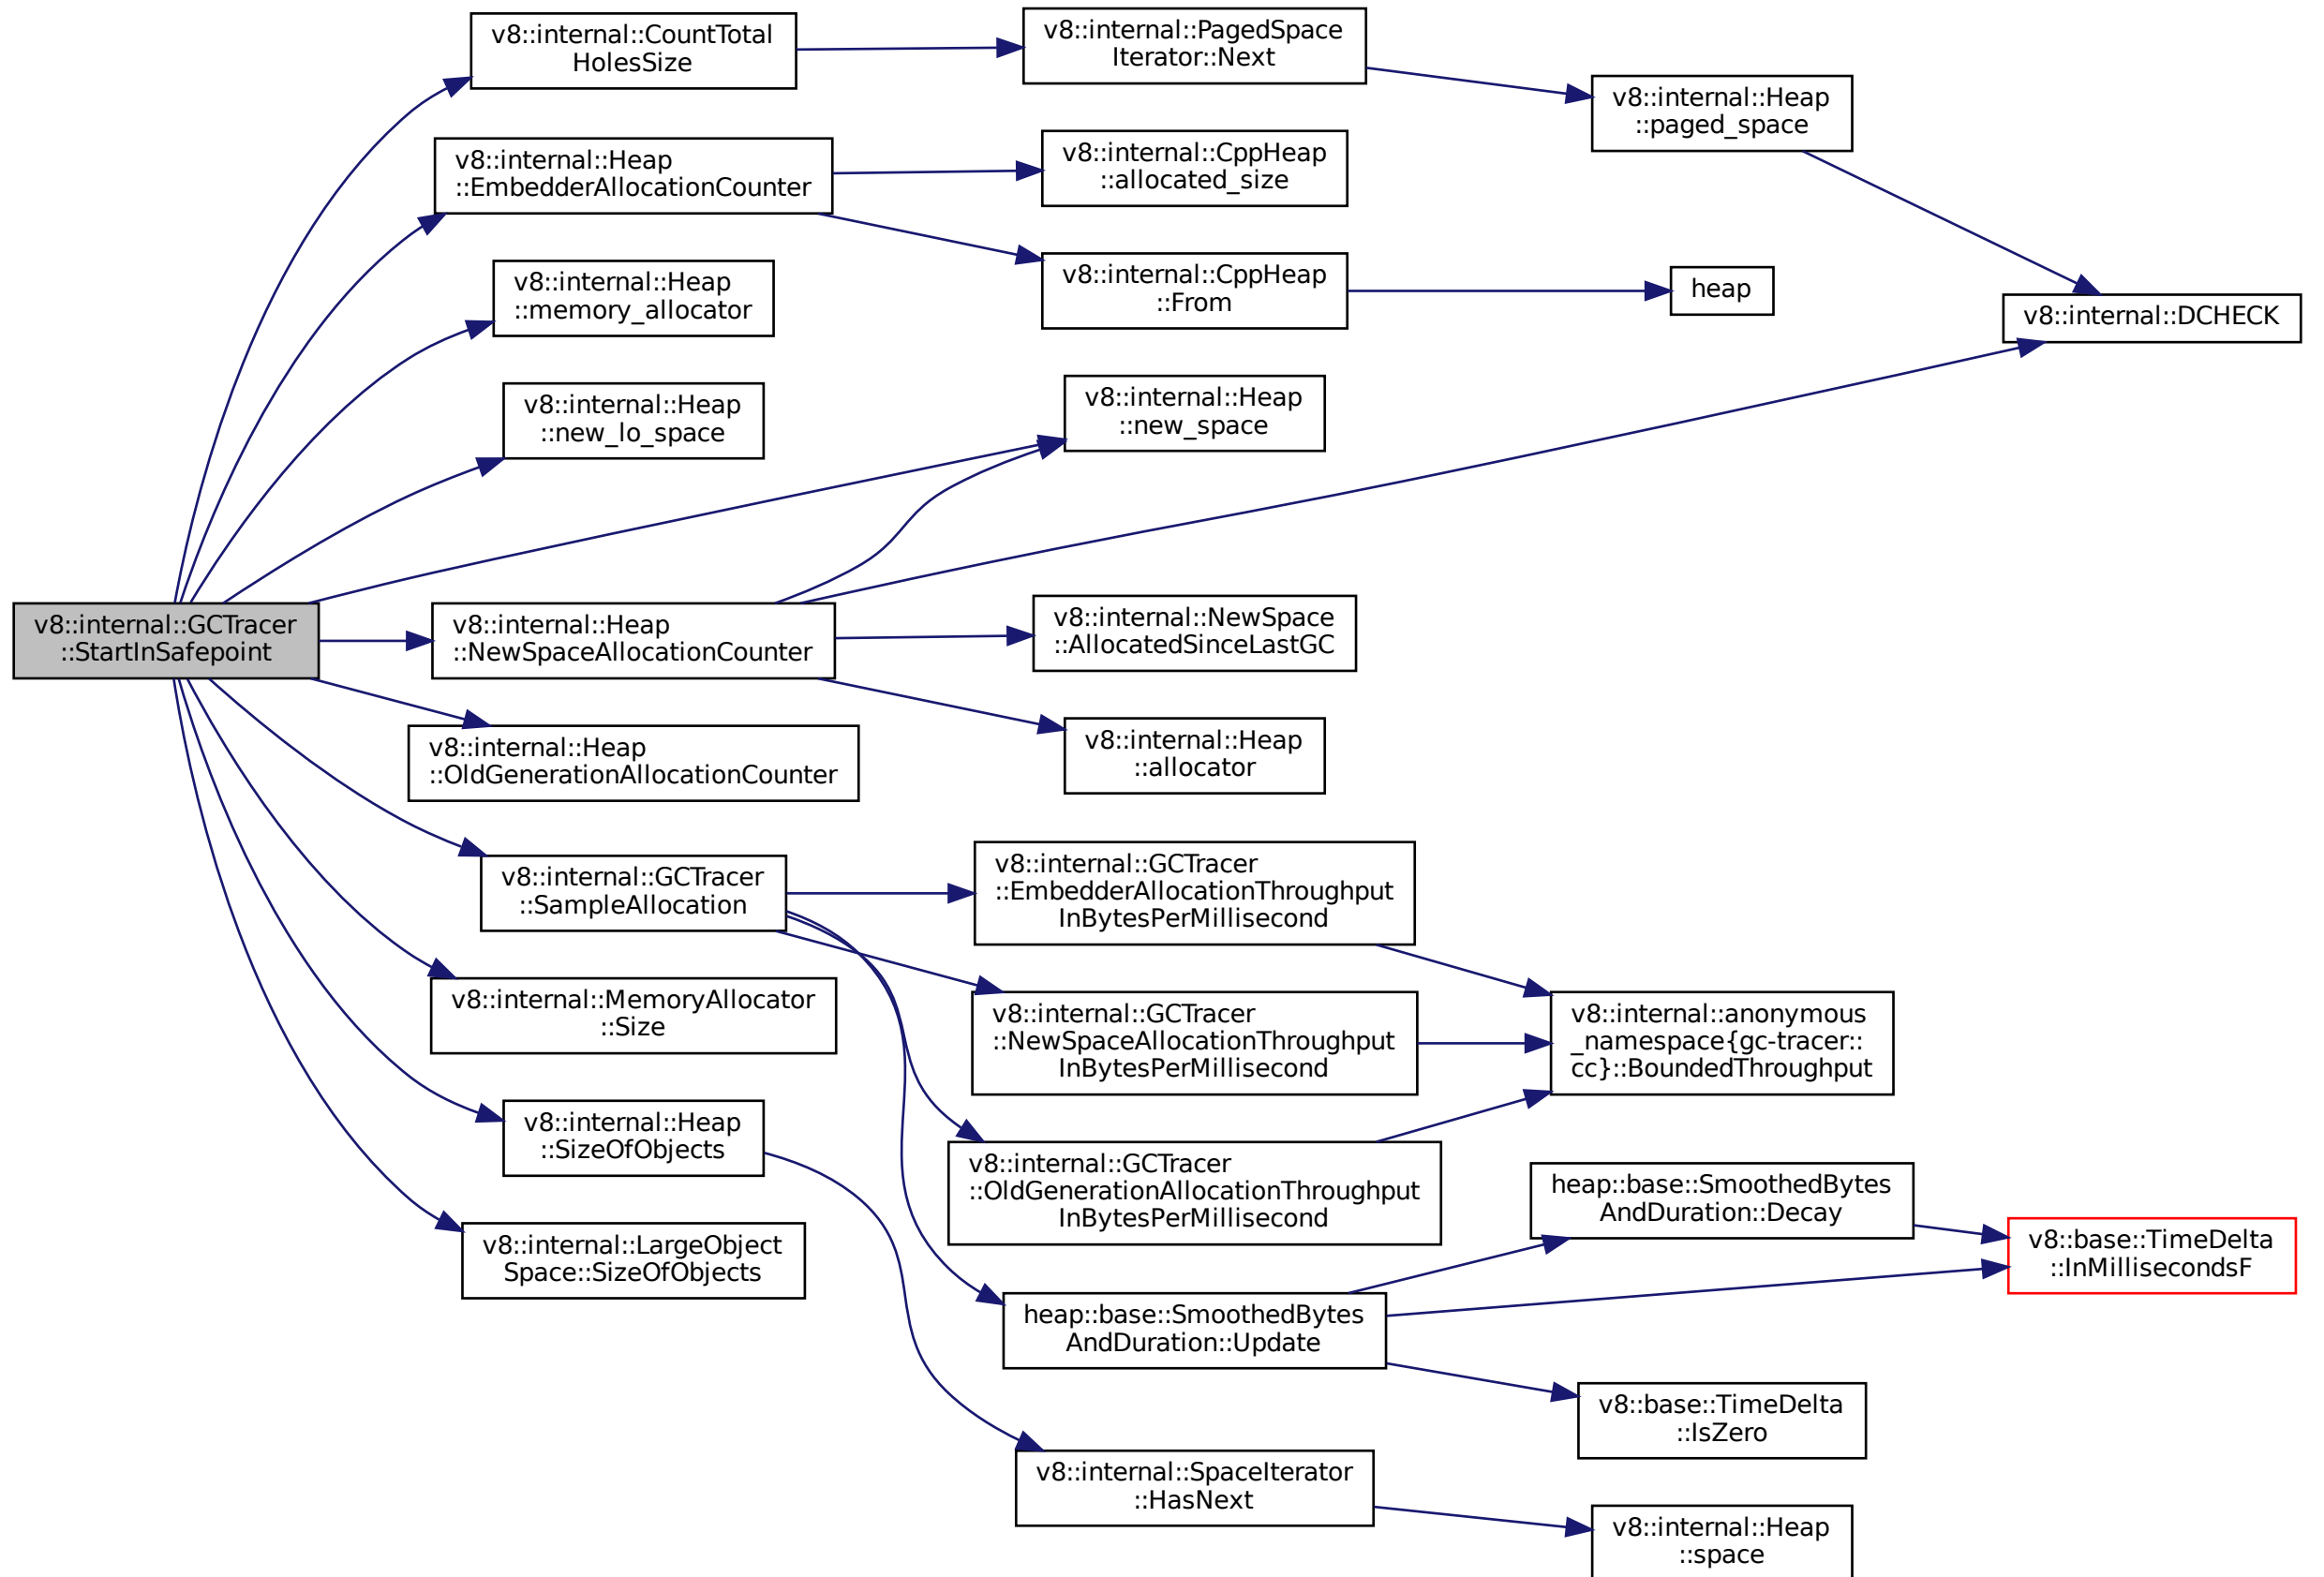 v8::internal::CountTotal
HolesSize
v8::internal::PagedSpace
Iterator::Next
v8::internal::Heap
::paged_space
v8::internal::Heap
::EmbedderAllocationCounter
v8::internal::CppHeap
::allocated_size
v8::internal::CppHeap
::From
heap
v8::internal::DCHECK
v8::internal::Heap
::memory_allocator
v8::internal::Heap
::new_lo_space
v8::internal::Heap
::new_space
v8::internal::GCTracer
::StartInSafepoint
v8::internal::Heap
::NewSpaceAllocationCounter
v8::internal::NewSpace
::AllocatedSinceLastGC
v8::internal::Heap
::OldGenerationAllocationCounter
v8::internal::Heap
::allocator
v8::internal::GCTracer
::SampleAllocation
v8::internal::GCTracer
::EmbedderAllocationThroughput
InBytesPerMillisecond
v8::internal::MemoryAllocator
::Size
v8::internal::GCTracer
::NewSpaceAllocationThroughput
InBytesPerMillisecond
v8::internal::anonymous
_namespace{gc-tracer::
cc}::BoundedThroughput
v8::internal::Heap
::SizeOfObjects
v8::internal::GCTracer
::OldGenerationAllocationThroughput
InBytesPerMillisecond
heap::base::SmoothedBytes
AndDuration::Decay
v8::base::TimeDelta
::InMillisecondsF
v8::internal::LargeObject
Space::SizeOfObjects
heap::base::SmoothedBytes
AndDuration::Update
v8::base::TimeDelta
::IsZero
v8::internal::SpaceIterator
::HasNext
v8::internal::Heap
::space